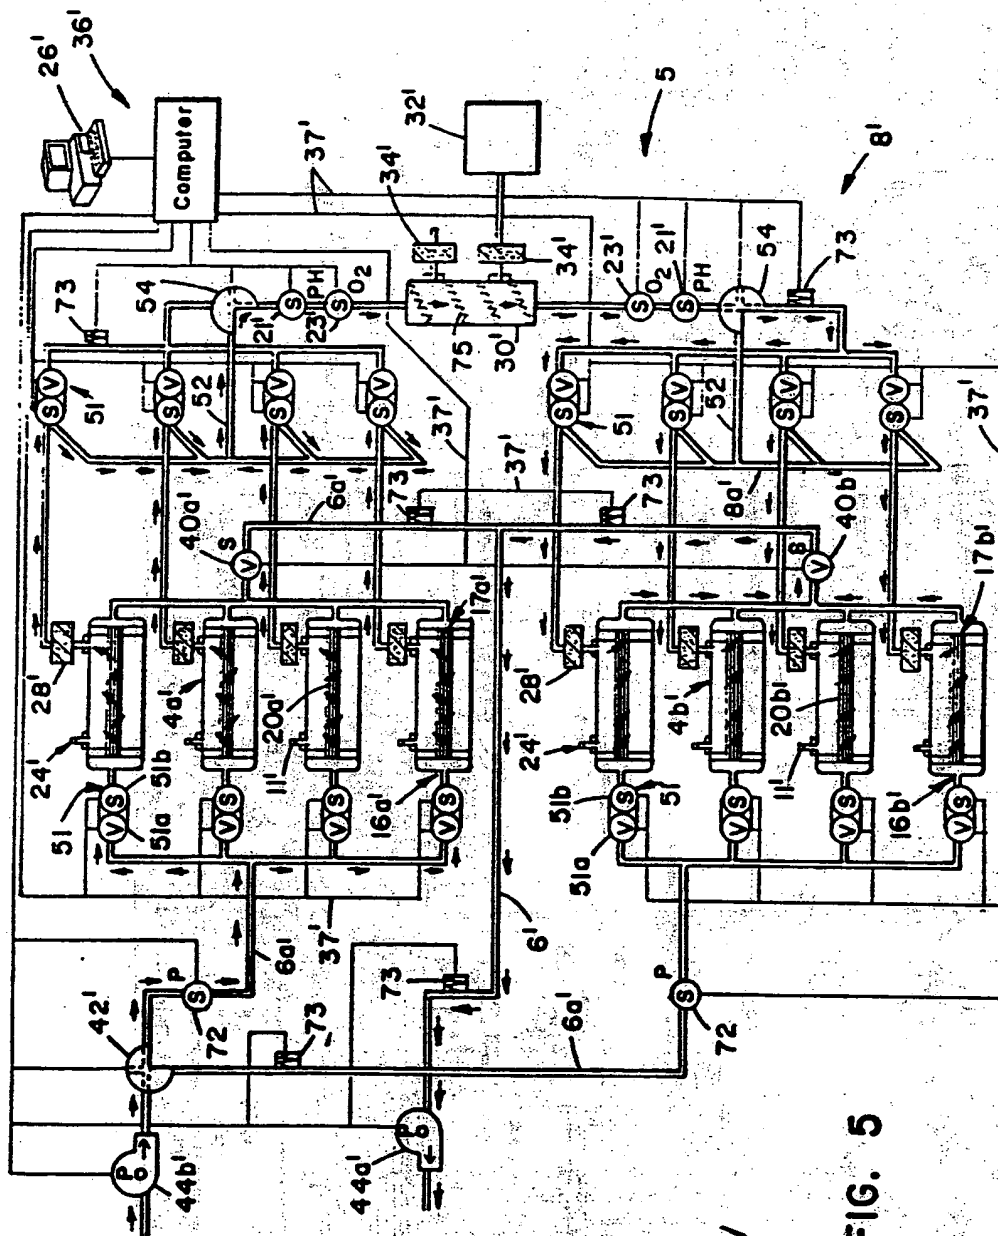 26'
36'
Computer
37'
34'
32'
5
8'
73
54
21'
PH
23'
O2
75
30'
34'
23'
O2
21'
PH
54
73
S V
51
S V
52
S V
S V
S V
51
S V
S V
52
S V
37'
37'
37'
6a'
73
73
8a'
40a'
V
S
40b'
V
S
28'
4a'
20a'
17a'
28'
4b'
20b'
17b'
24'
11'
16a'
24'
11'
16b'
51
51b
51a
V S
V S
V S
V S
51b
51
51a
V S
V S
V S
V S
37'
6a'
6'
P
S
72
73
73
6a'
P
S
72
42'
P
44b'
P
44a'
FIG. 5